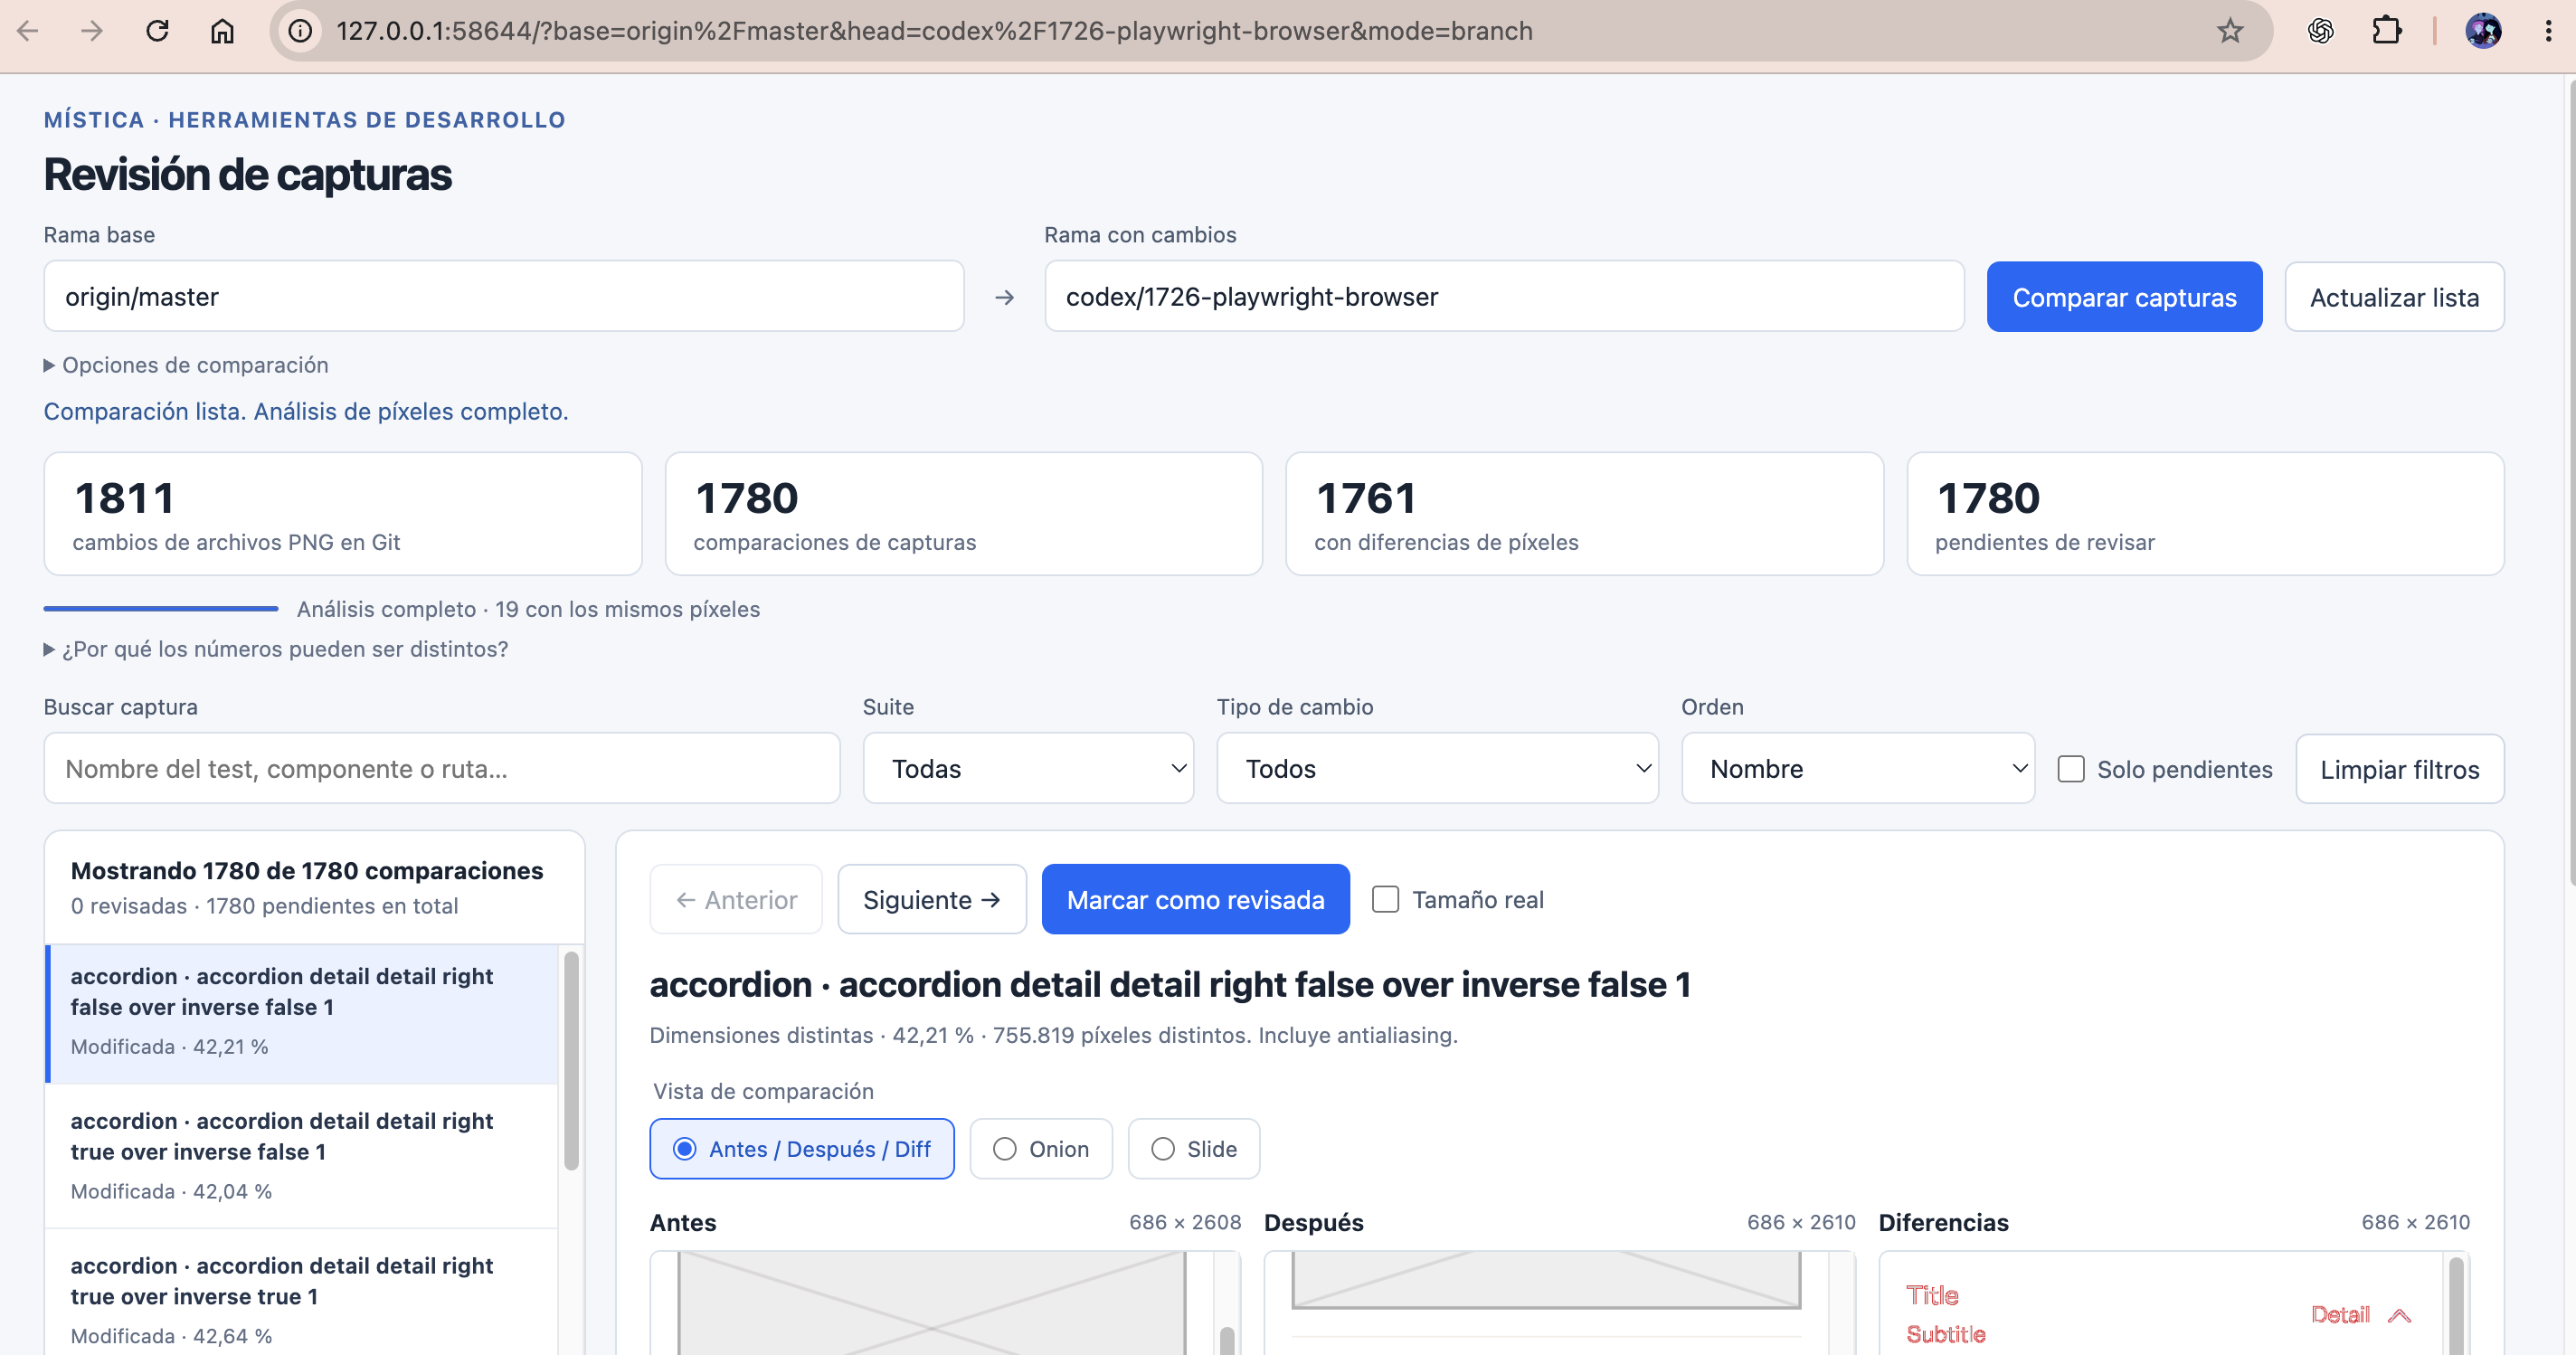 127.0.0.1:58644/?base=origin%2Fmaster&head=codex%2F1726-playwright-browser&mode=branch
MÍSTICA · HERRAMIENTAS DE DESARROLLO
Revisión de capturas
Rama base
Rama con cambios
origin/master
→
codex/1726-playwright-browser
Comparar capturas
Actualizar lista
Opciones de comparación
Comparación lista. Análisis de píxeles completo.
1811
cambios de archivos PNG en Git
1780
comparaciones de capturas
1761
con diferencias de píxeles
1780
pendientes de revisar
Análisis completo · 19 con los mismos píxeles
¿Por qué los números pueden ser distintos?
Buscar captura
Suite
Tipo de cambio
Orden
Nombre del test, componente o ruta...
Todas
Todos
Nombre
Solo pendientes
Limpiar filtros
Mostrando 1780 de 1780 comparaciones
0 revisadas · 1780 pendientes en total
accordion · accordion detail detail right
false over inverse false 1
Modificada · 42,21 %
accordion · accordion detail detail right
true over inverse false 1
Modificada · 42,04 %
accordion · accordion detail detail right
true over inverse true 1
Modificada · 42,64 %
← Anterior
Siguiente →
Marcar como revisada
Tamaño real
accordion · accordion detail detail right false over inverse false 1
Dimensiones distintas · 42,21 % · 755.819 píxeles distintos. Incluye antialiasing.
Vista de comparación
Antes / Después / Diff
Onion
Slide
Antes
686 × 2608
Después
686 × 2610
Diferencias
686 × 2610
Title
Detail
Subtitle